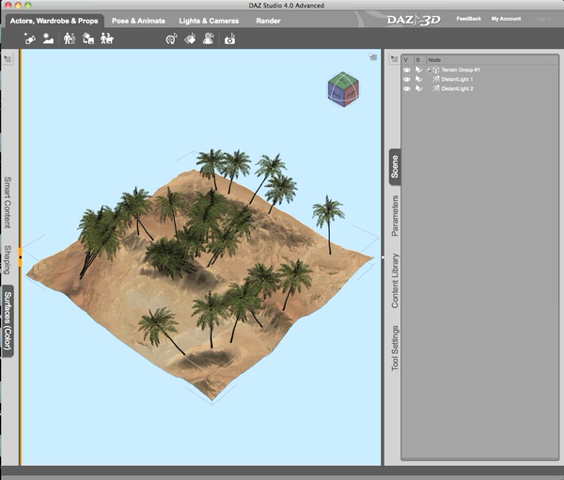 DAZ Studio 4.0 Advanced
Actors, Wardrobe & Props
Pose & Animate
Lights & Cameras
Render
DAZ 3D
FeedBack
My Account
V S Node
Terrain Group #1
DistantLight 1
DistantLight 2
Smart Content
Shaping
Surfaces (Color)
Scene
Parameters
Content Library
Tool Settings